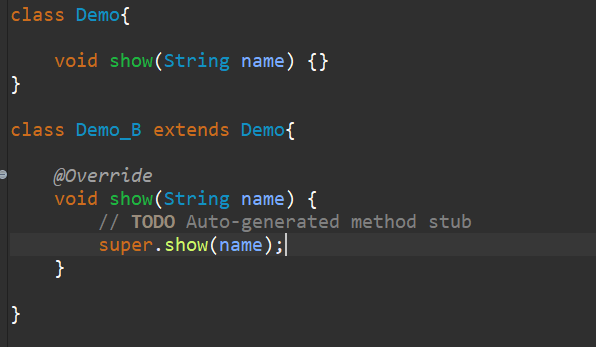 class Demo{
void show(String name) {}
}
class Demo_B extends Demo{
@Override
void show(String name) {
// TODO Auto-generated method stub
super.show(name);
}
}